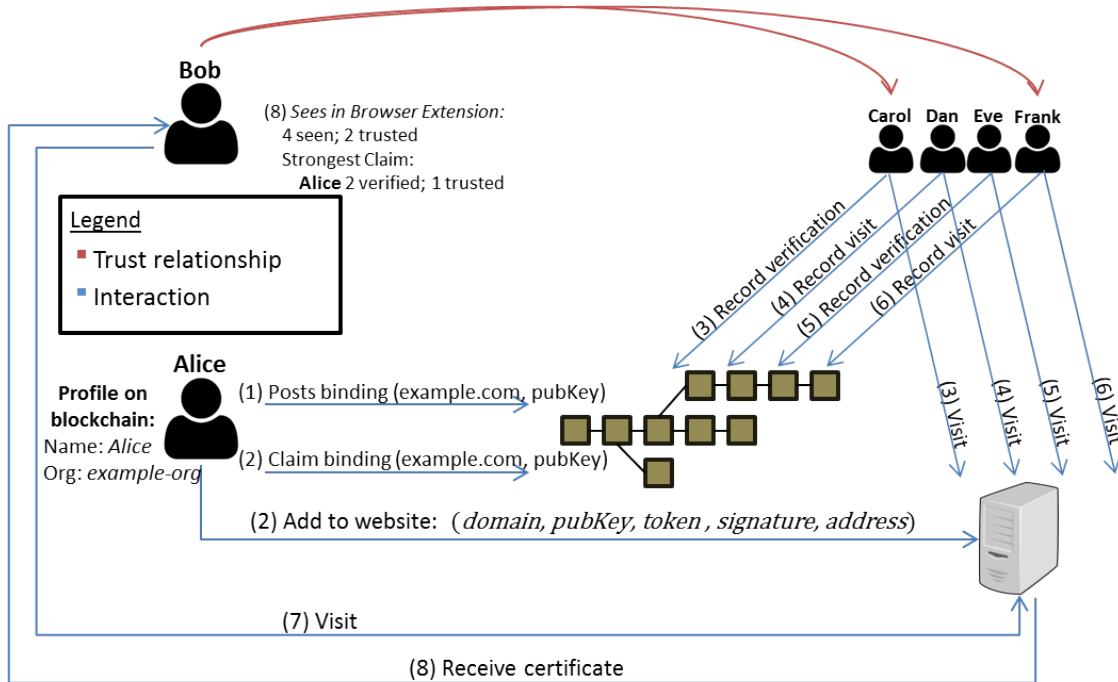 Bob
(8) Sees in Browser Extension:
4 seen; 2 trusted
Strongest Claim:
Alice 2 verified; 1 trusted
Carol
Dan
Eve
Frank
Legend
Trust relationship
Interaction
(3) Record verification
(4) Record visit
(5) Record verification
(6) Record visit
(3) Visit
(4) Visit
(5) Visit
(6) Visit
Alice
Profile on
blockchain:
Name: Alice
Org: example-org
(1) Posts binding (example.com, pubKey)
(2) Claim binding (example.com, pubKey)
(2) Add to website: (domain, pubKey, token , signature, address)
(7) Visit
(8) Receive certificate